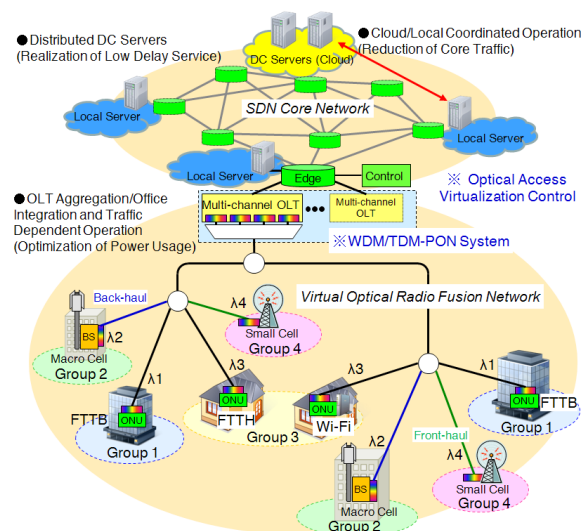 ●Distributed DC Servers
(Realization of Low Delay Service)
DC Servers (Cloud)
●Cloud/Local Coordinated Operation
(Reduction of Core Traffic)
SDN Core Network
Local Server
Local Server
Local Server
Edge
Control
●OLT Aggregation/Office
Integration and Traffic
Dependent Operation
(Optimization of Power Usage)
Multi-channel OLT
•••
Multi-channel
OLT
※ Optical Access
Virtualization Control
※WDM/TDM-PON System
Virtual Optical Radio Fusion Network
Back-haul
λ4
BS
λ2
Macro Cell
Group 2
Small Cell
Group 4
λ1
λ3
FTTB
ONU
Group 1
ONU
FTTH
Group 3
λ3
ONU
Wi-Fi
λ1
ONU
FTTB
Group 1
λ2
Front-haul
λ4
BS
Macro Cell
Group 2
Small Cell
Group 4